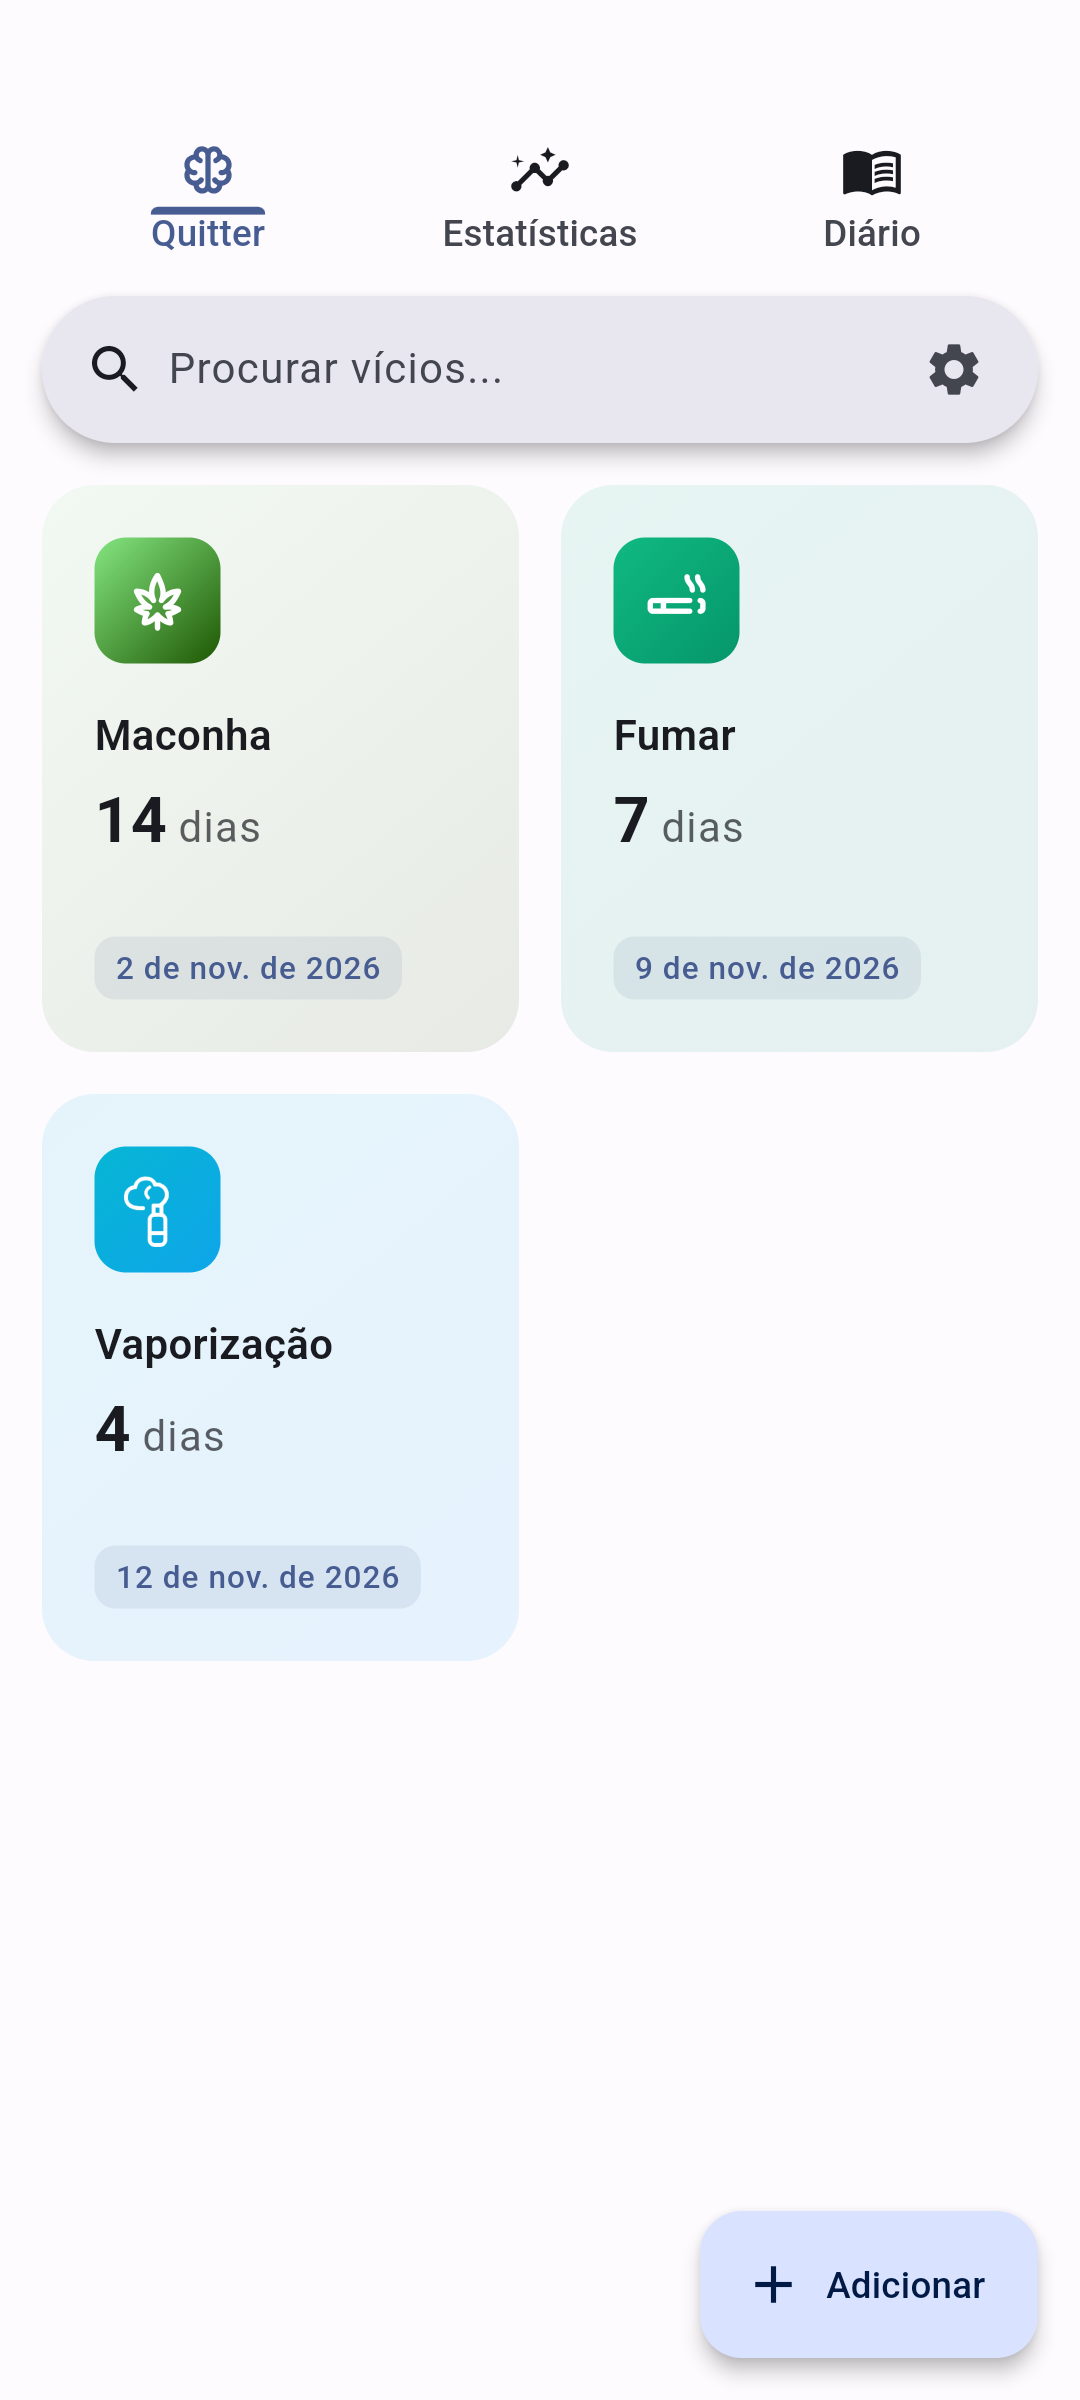 Quitter
Estatísticas
Diário
Procurar vícios...
Maconha
14 dias
2 de nov. de 2026
Fumar
7 dias
9 de nov. de 2026
Vaporização
4 dias
12 de nov. de 2026
Adicionar